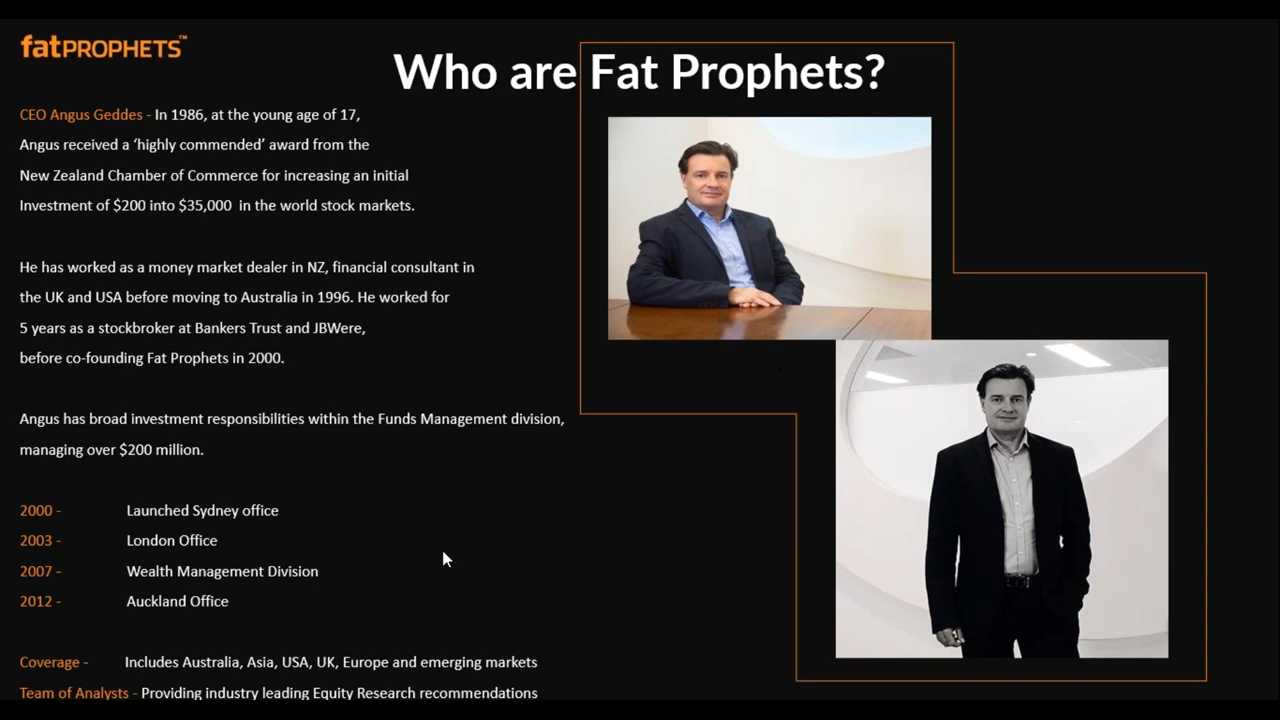 fatPROPHETS™
Who are Fat Prophets?
CEO Angus Geddes - In 1986, at the young age of 17,
Angus received a ‘highly commended’ award from the
New Zealand Chamber of Commerce for increasing an initial
Investment of $200 into $35,000 in the world stock markets.
He has worked as a money market dealer in NZ, financial consultant in
the UK and USA before moving to Australia in 1996. He worked for
5 years as a stockbroker at Bankers Trust and JBWere,
before co-founding Fat Prophets in 2000.
Angus has broad investment responsibilities within the Funds Management division,
managing over $200 million.
2000 - Launched Sydney office
2003 - London Office
2007 - Wealth Management Division
2012 - Auckland Office
Coverage - Includes Australia, Asia, USA, UK, Europe and emerging markets
Team of Analysts - Providing industry leading Equity Research recommendations